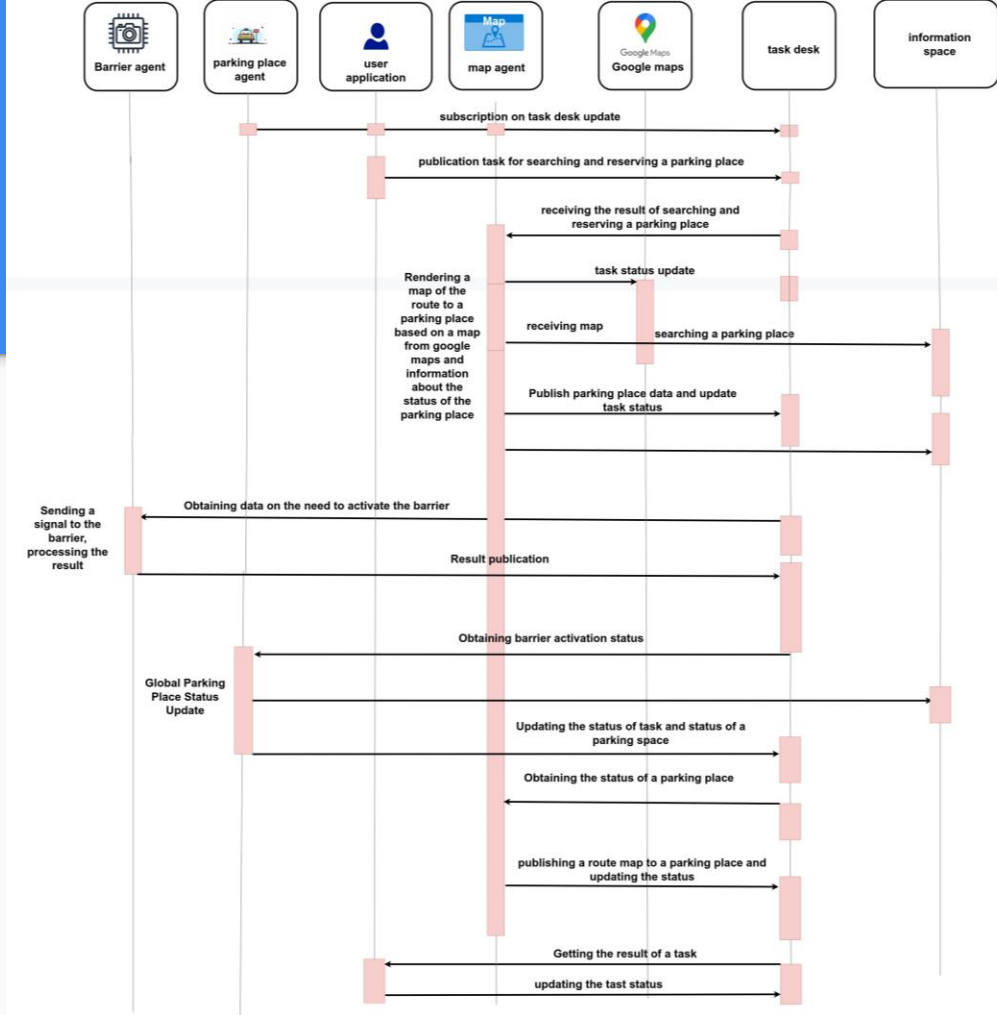 Barrier agent
parking place
agent
user
application
Map
map agent
Google Maps
Google maps
task desk
information
space
subscription on task desk update
publication task for searching and reserving a parking place
receiving the result of searching and
reserving a parking place
task status update
Rendering a
map of the
route to a
parking place
based on a map
from google
maps and
information
about the
status of the
parking place
receiving map
searching a parking place
Publish parking place data and update
task status
Sending a
signal to the
barrier,
processing the
result
Obtaining data on the need to activate the barrier
Result publication
Obtaining barrier activation status
Global Parking
Place Status
Update
Updating the status of task and status of a
parking space
Obtaining the status of a parking place
publishing a route map to a parking place and
updating the status
Getting the result of a task
updating the tast status